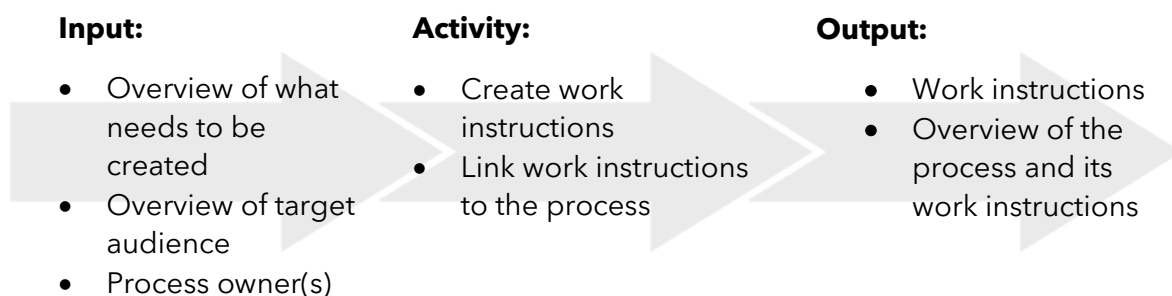 Input:
• Overview of what
needs to be
created
• Overview of target
audience
• Process owner(s)
Activity:
• Create work
instructions
• Link work instructions
to the process
Output:
• Work instructions
• Overview of the
process and its
work instructions